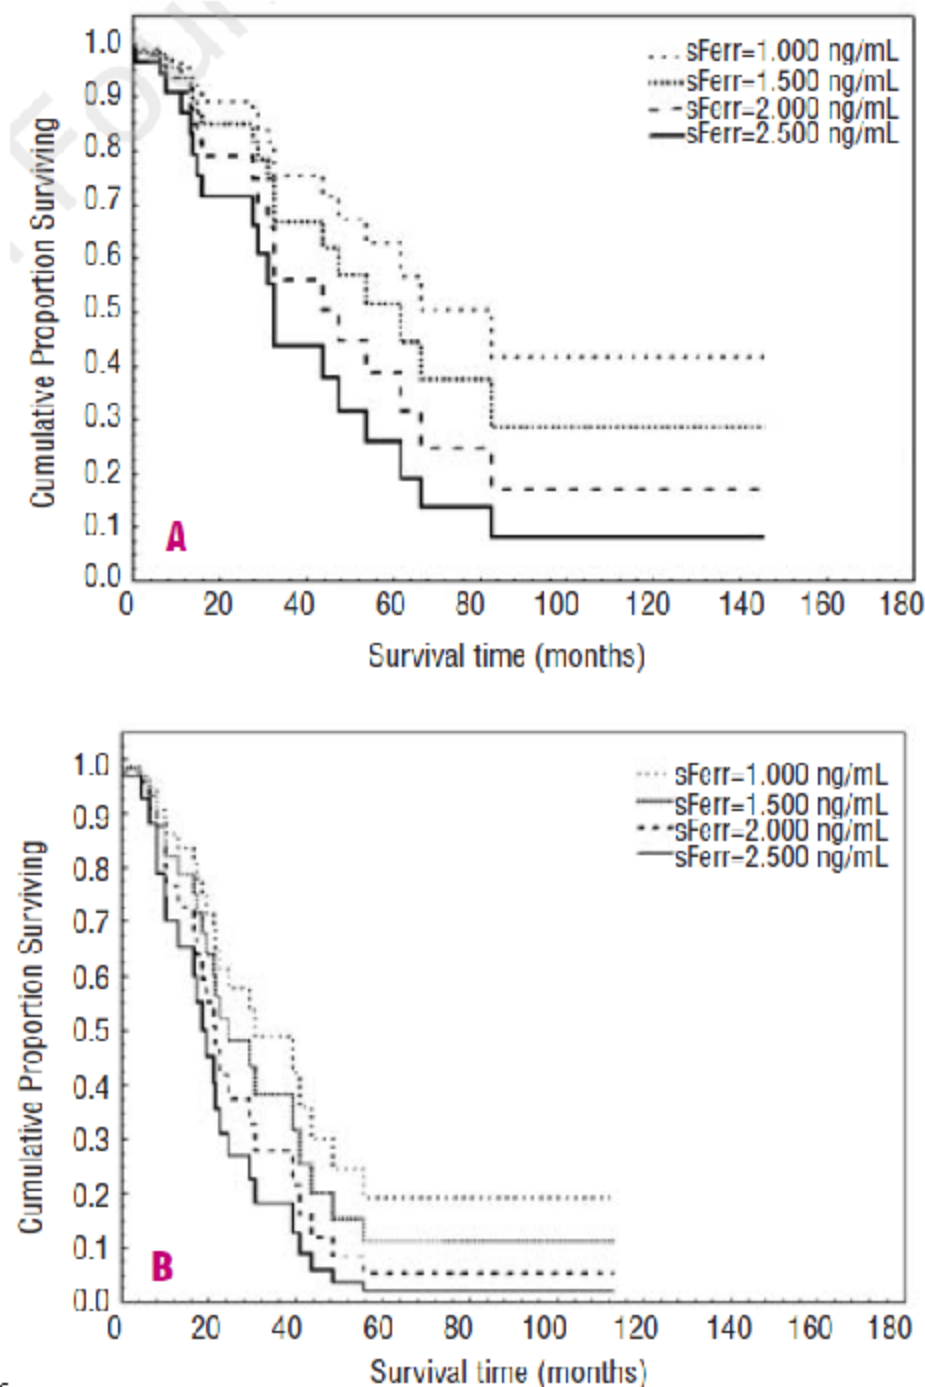 Four
1.0
0.9
0.8
0.7
0.6
0.5
0.4
0.3
0.2
0.1
0.0
Cumulative Proportion Surviving
sFerr=1.000 ng/mL
sFerr=1.500 ng/mL
sFerr=2.000 ng/mL
sFerr=2.500 ng/mL
A
0 20 40 60 80 100 120 140 160 180
Survival time (months)
1.0
0.9
0.8
0.7
0.6
0.5
0.4
0.3
0.2
0.1
0.0
Cumulative Proportion Surviving
sFerr=1.000 ng/mL
sFerr=1.500 ng/mL
sFerr=2.000 ng/mL
sFerr=2.500 ng/mL
B
0 20 40 60 80 100 120 140 160 180
Survival time (months)